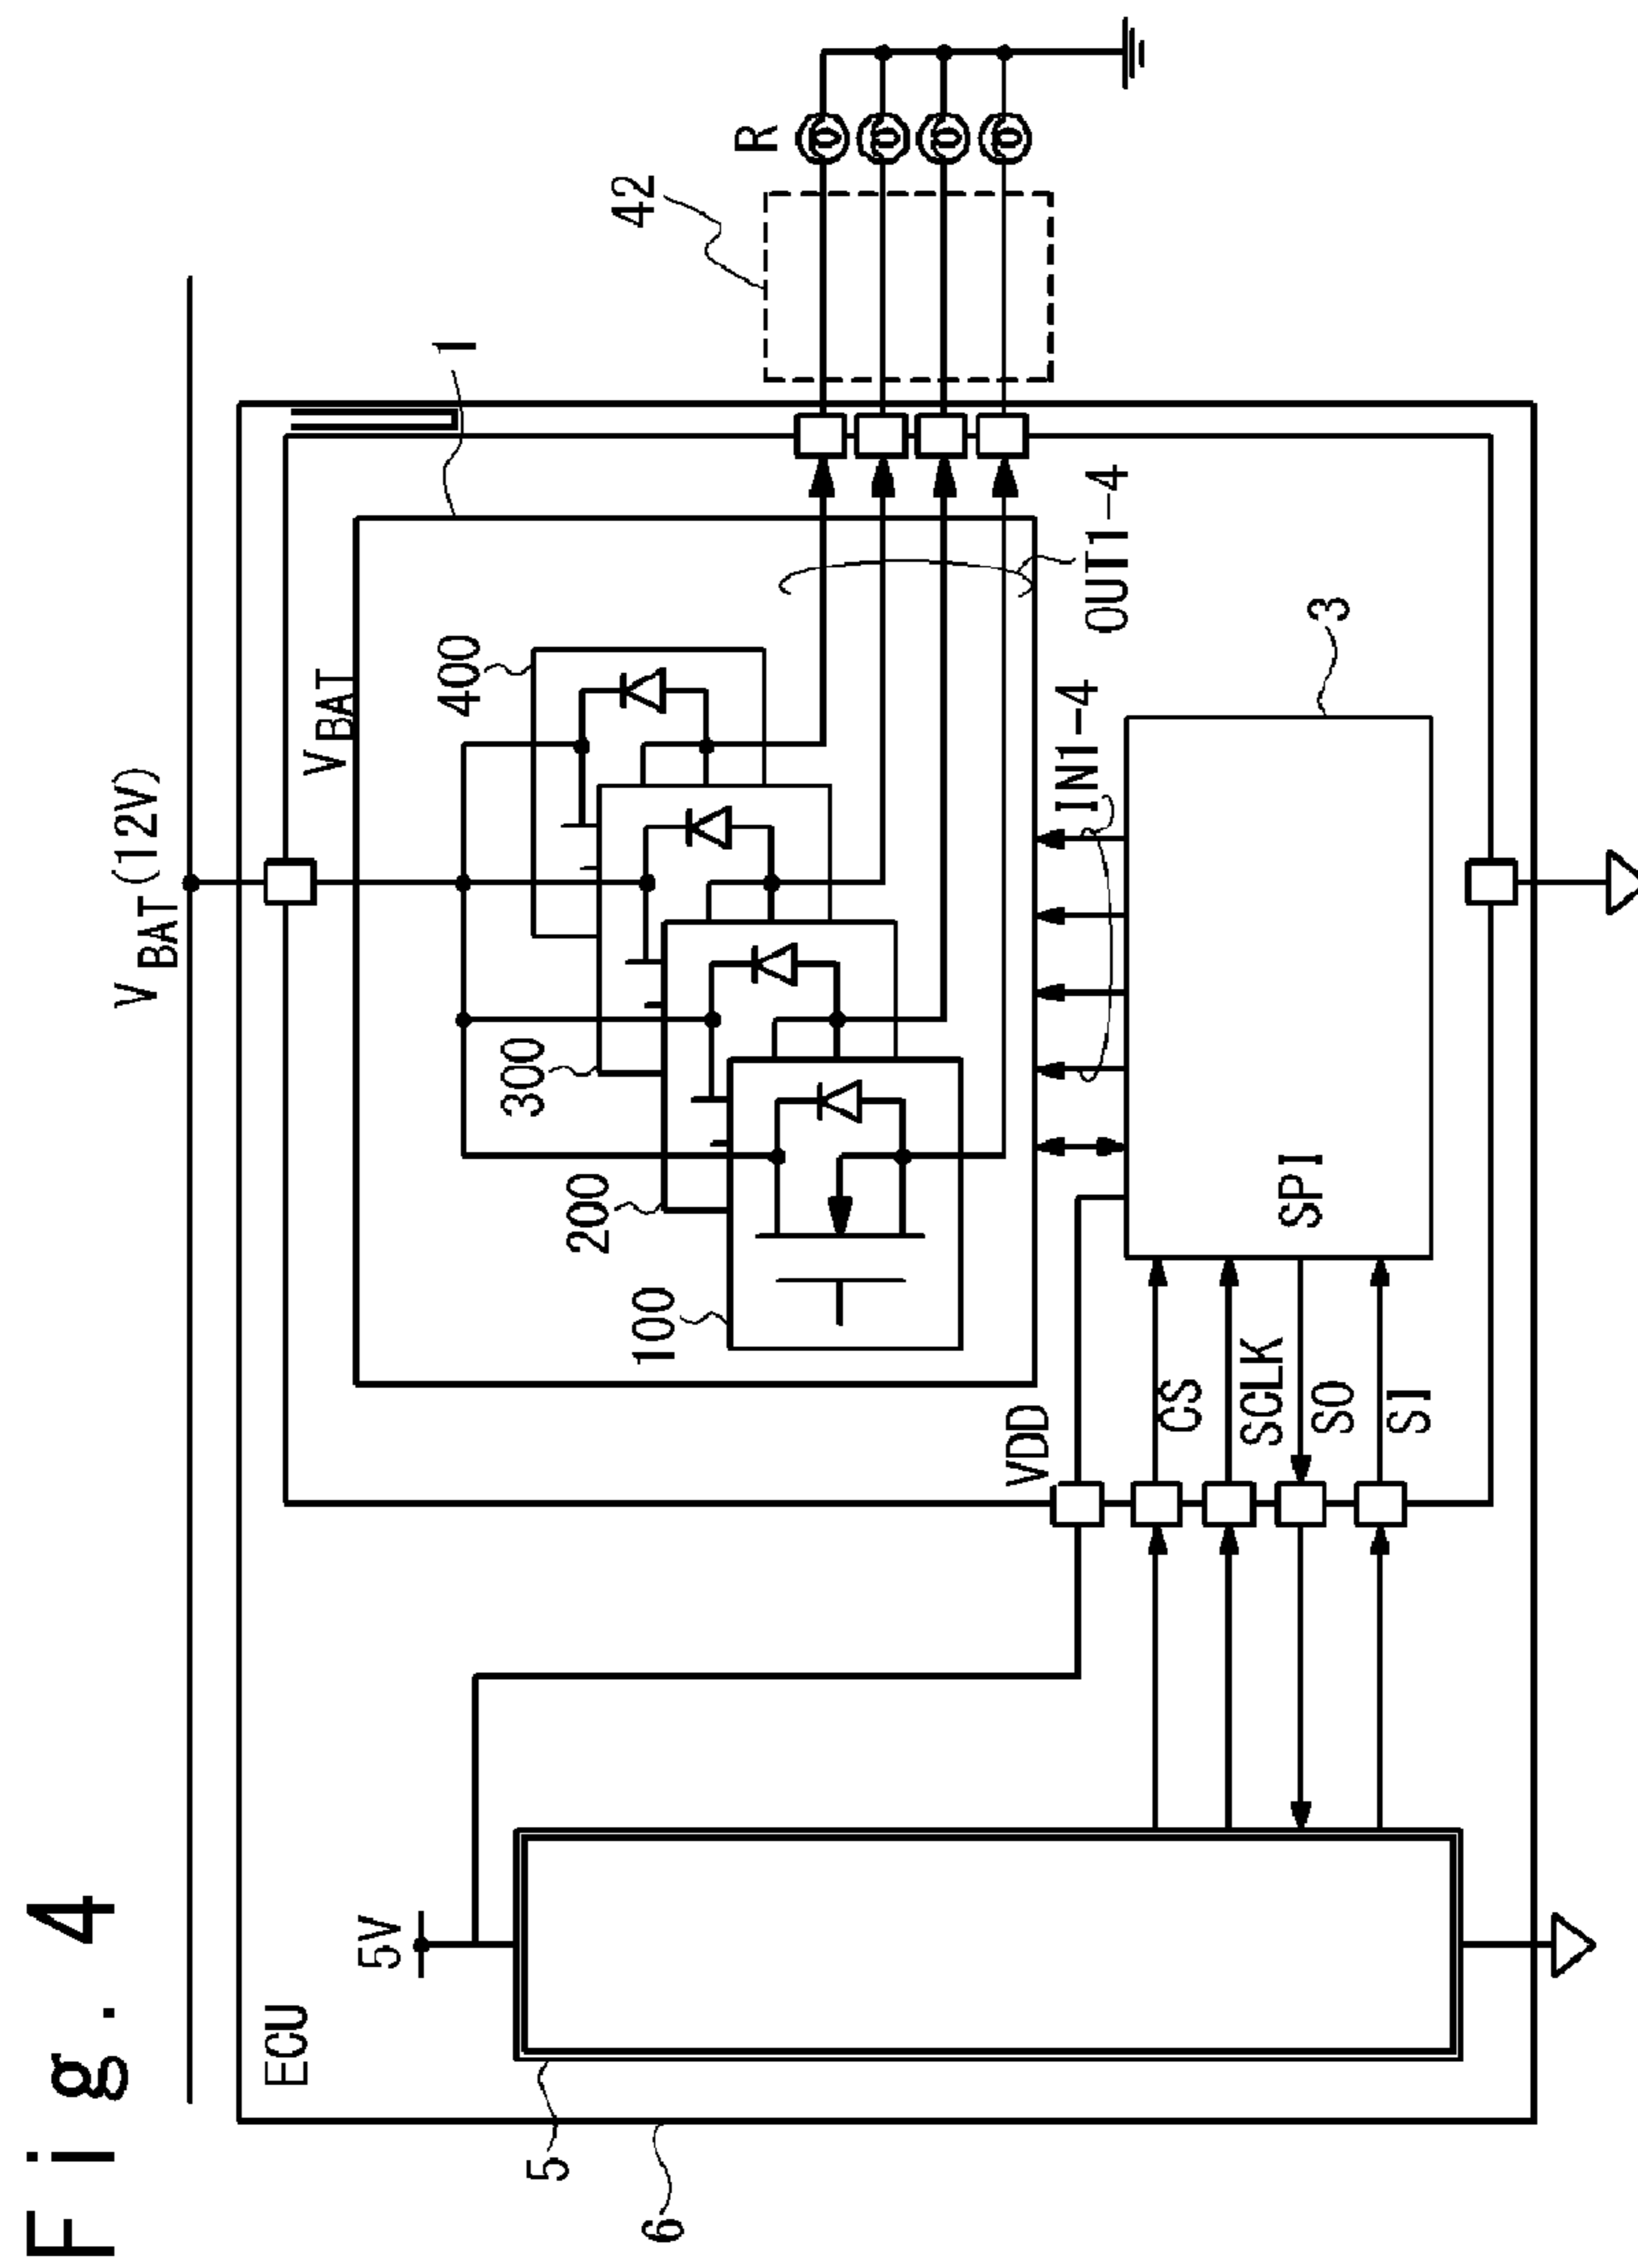 Fig. 4
VBAT (12V)
ECU
VBAT
1
5V
400
300
200
100
R
42
OUT1-4
IN1-4
VDD
CS
SCLK
SO
SI
SPI
3
5
6